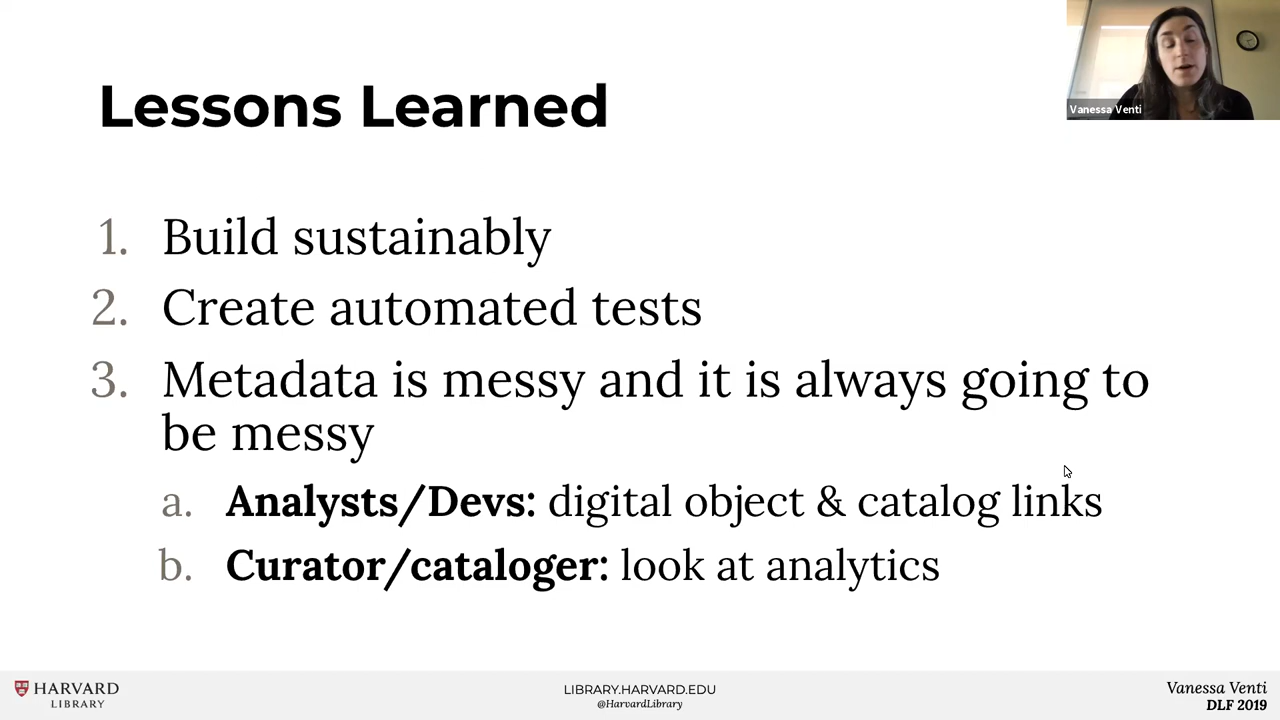 Vanessa Venti
Lessons Learned
1. Build sustainably
2. Create automated tests
3. Metadata is messy and it is always going to
be messy
a. Analysts/Devs: digital object & catalog links
b. Curator/cataloger: look at analytics
HARVARD
LIBRARY
LIBRARY.HARVARD.EDU
@HarvardLibrary
Vanessa Venti
DLF 2019